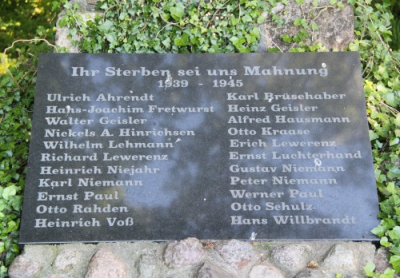 Ihr Sterben sei uns Mahnung
1939 - 1945
Ulrich Ahrendt
Hans-Joachim Fretwurst
Walter Geisler
Nickels A. Hinrichsen
Wilhelm Lehmann
Richard Lewerenz
Heinrich Niejahr
Karl Niemann
Ernst Paul
Otto Rahden
Heinrich Voß
Karl Brüsehaber
Heinz Geisler
Alfred Hausmann
Otto Kraase
Erich Lewerenz
Ernst Luchterhand
Gustav Niemann
Peter Niemann
Werner Paul
Otto Schulz
Hans Willbrandt